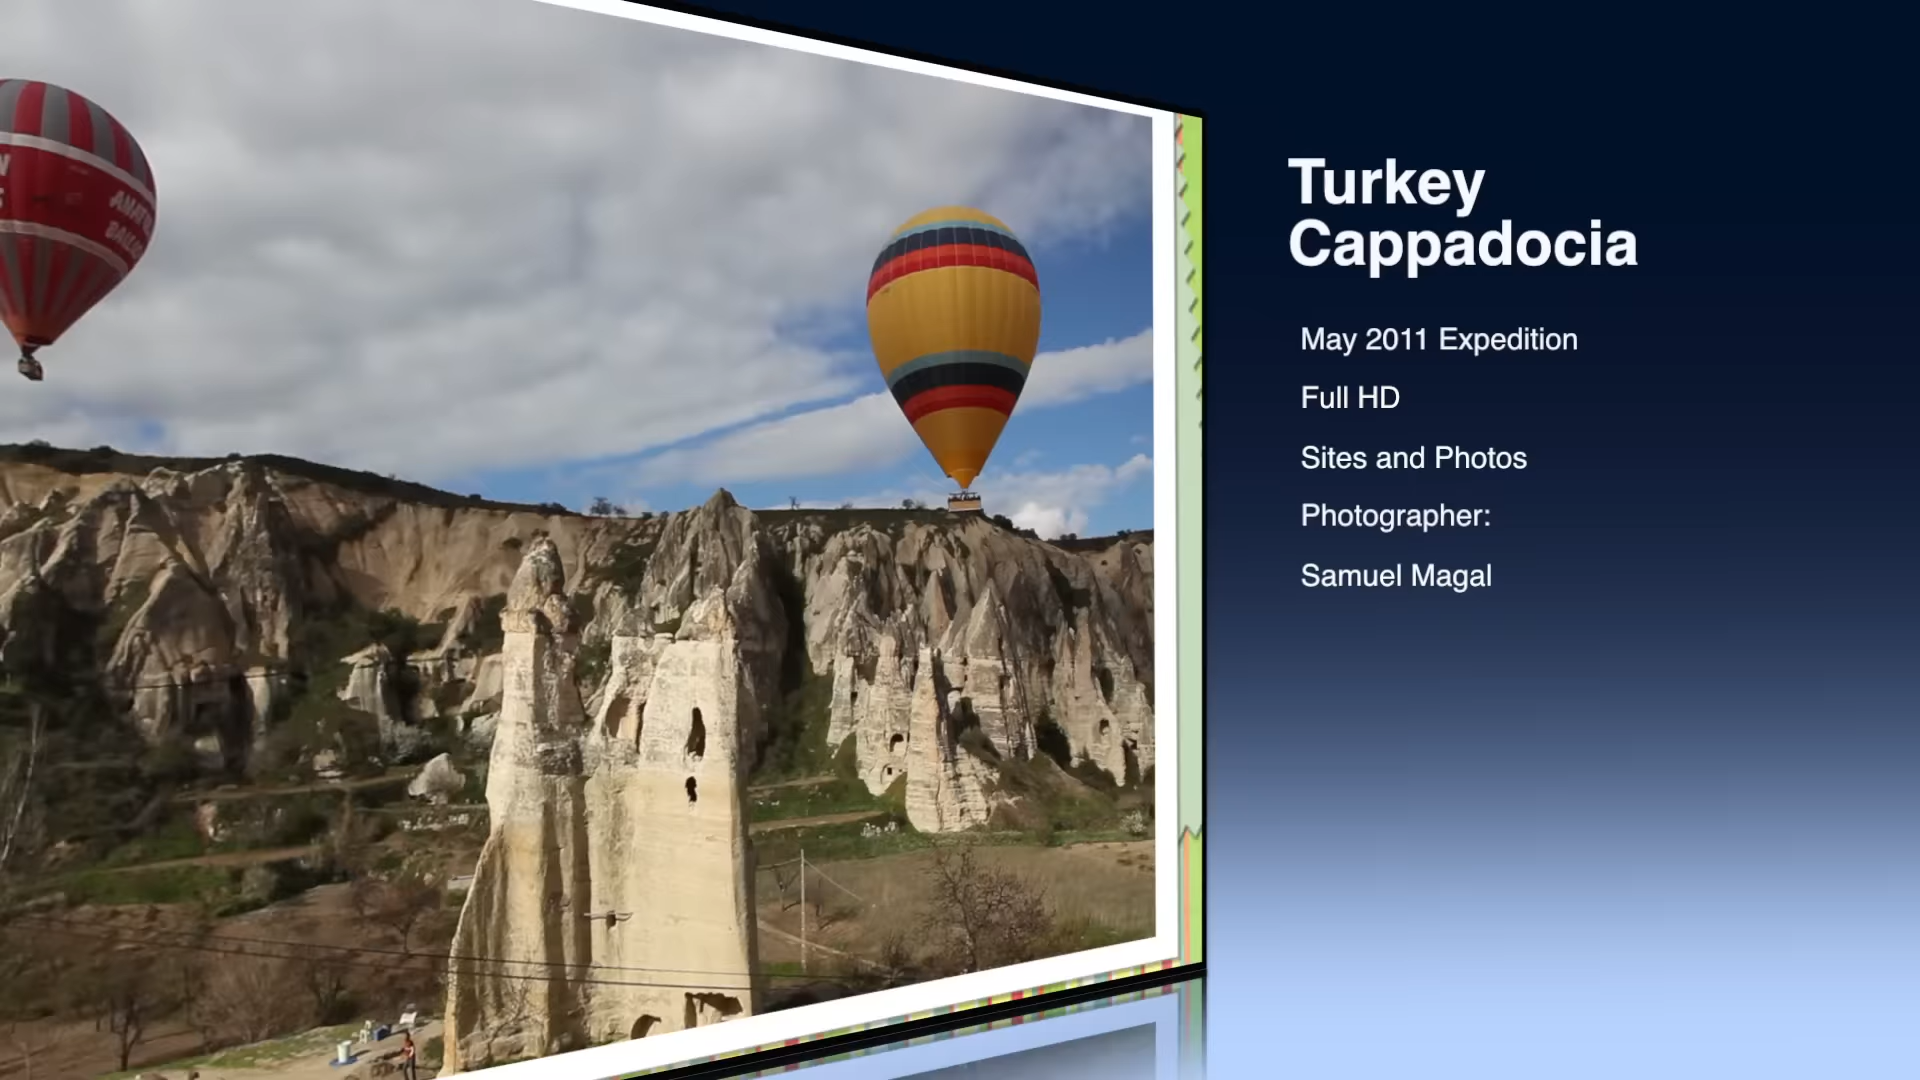 Turkey
Cappadocia
May 2011 Expedition
Full HD
Sites and Photos
Photographer:
Samuel Magal